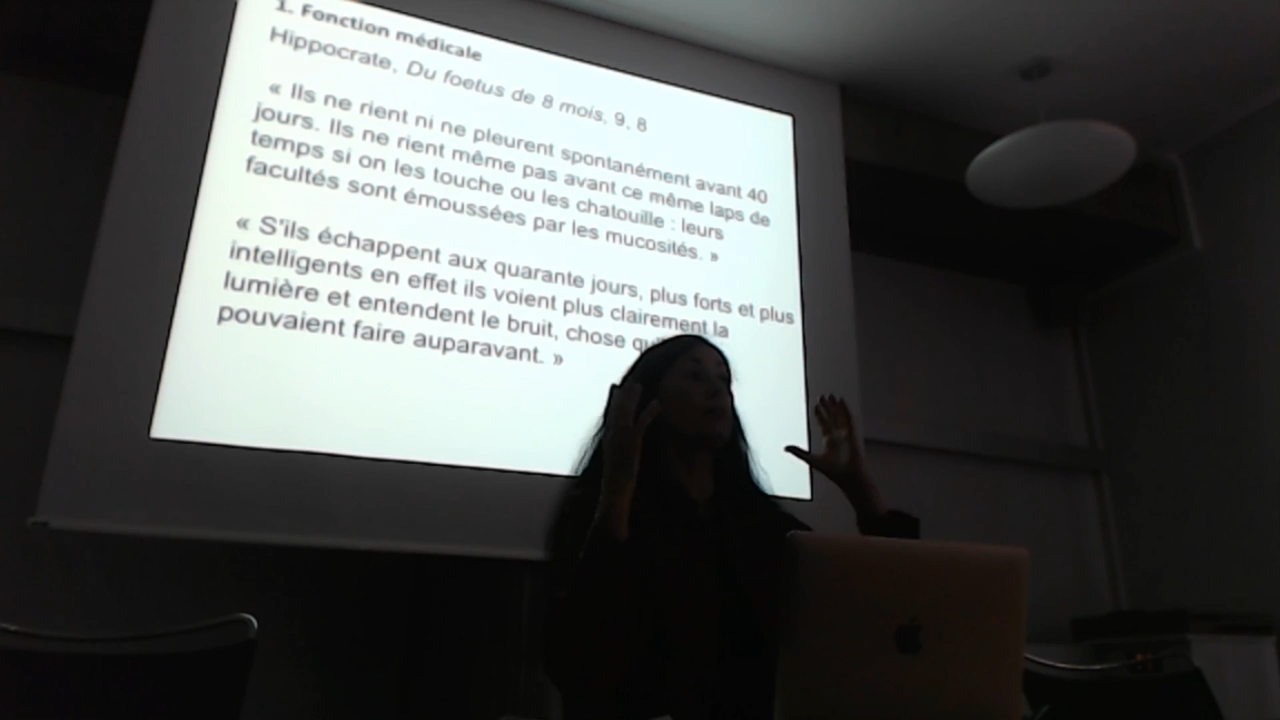 1. Fonction médicale
Hippocrate, Du foetus de 8 mois, 9, 8
« Ils ne rient ni ne pleurent spontanément avant 40
jours. Ils ne rient même pas avant ce même laps de
temps si on les touche ou les chatouille : leurs
facultés sont émoussées par les mucosités. »
« S'ils échappent aux quarante jours, plus forts et plus
intelligents en effet ils voient plus clairement la
lumière et entendent le bruit, chose
pouvaient faire auparavant. »